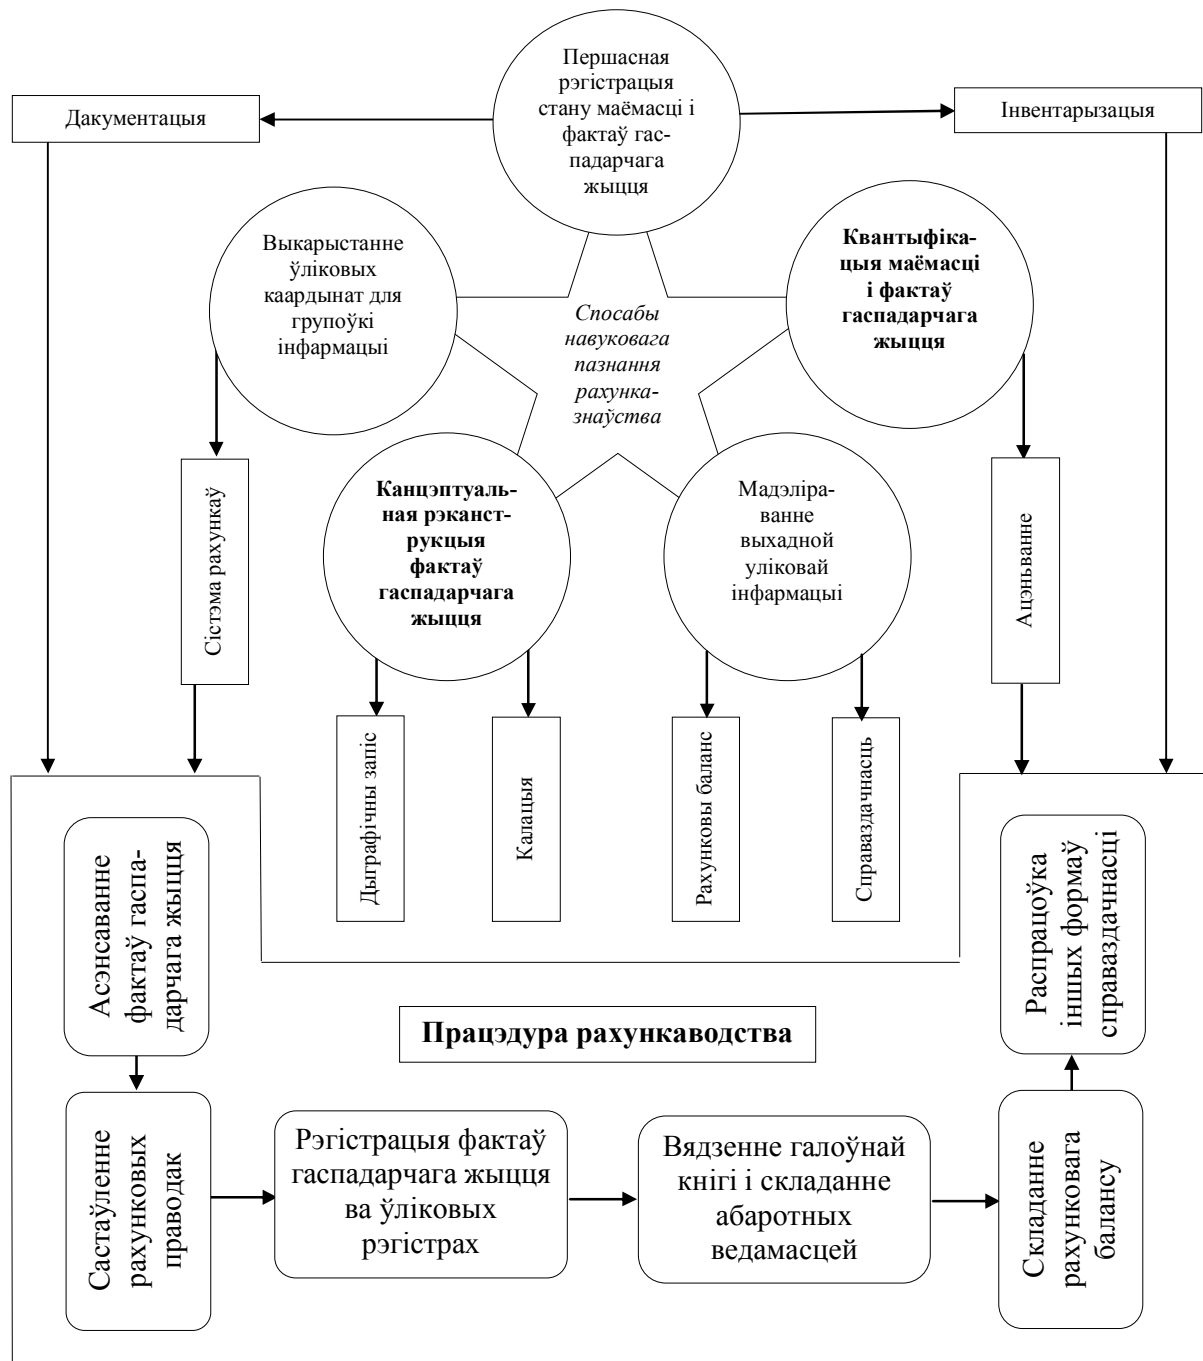 Першасная
рэгістрацыя
стану маёмасці і
фактаў гас-
падарчага
жыцця
Дакументацыя
Інвентарызацыя
Выкарыстанне
ўліковых
каардынат для
групоўкі
інфармацыі
Квантыфіка-
цыя маёмасці
і фактаў
гаспадарчага
жыцця
Спосабы
навуковага
пазнання
рахунка-
знаўства
Канцэптуаль-
ная рэканст-
рукцыя
фактаў
гаспадарчага
жыцця
Мадэліра-
ванне
выхадной
уліковай
інфармацыі
Сістэма рахункаў
Ацэньванне
Дыграфічны запіс
Калацыя
Рахунковы баланс
Справаздачнасць
Асэнсаванне
фактаў гаспа-
дарчага жыцця
Распрацоўка
іншых формаў
справаздачнасці
Працэдура рахункаводства
Састаўленне
рахунковых
праводак
Рэгістрацыя фактаў
гаспадарчага жыцця
ва ўліковых
рэгістрах
Вядзенне галоўнай
кнігі і складанне
абаротных
ведамасцей
Складанне
рахунковага
балансу